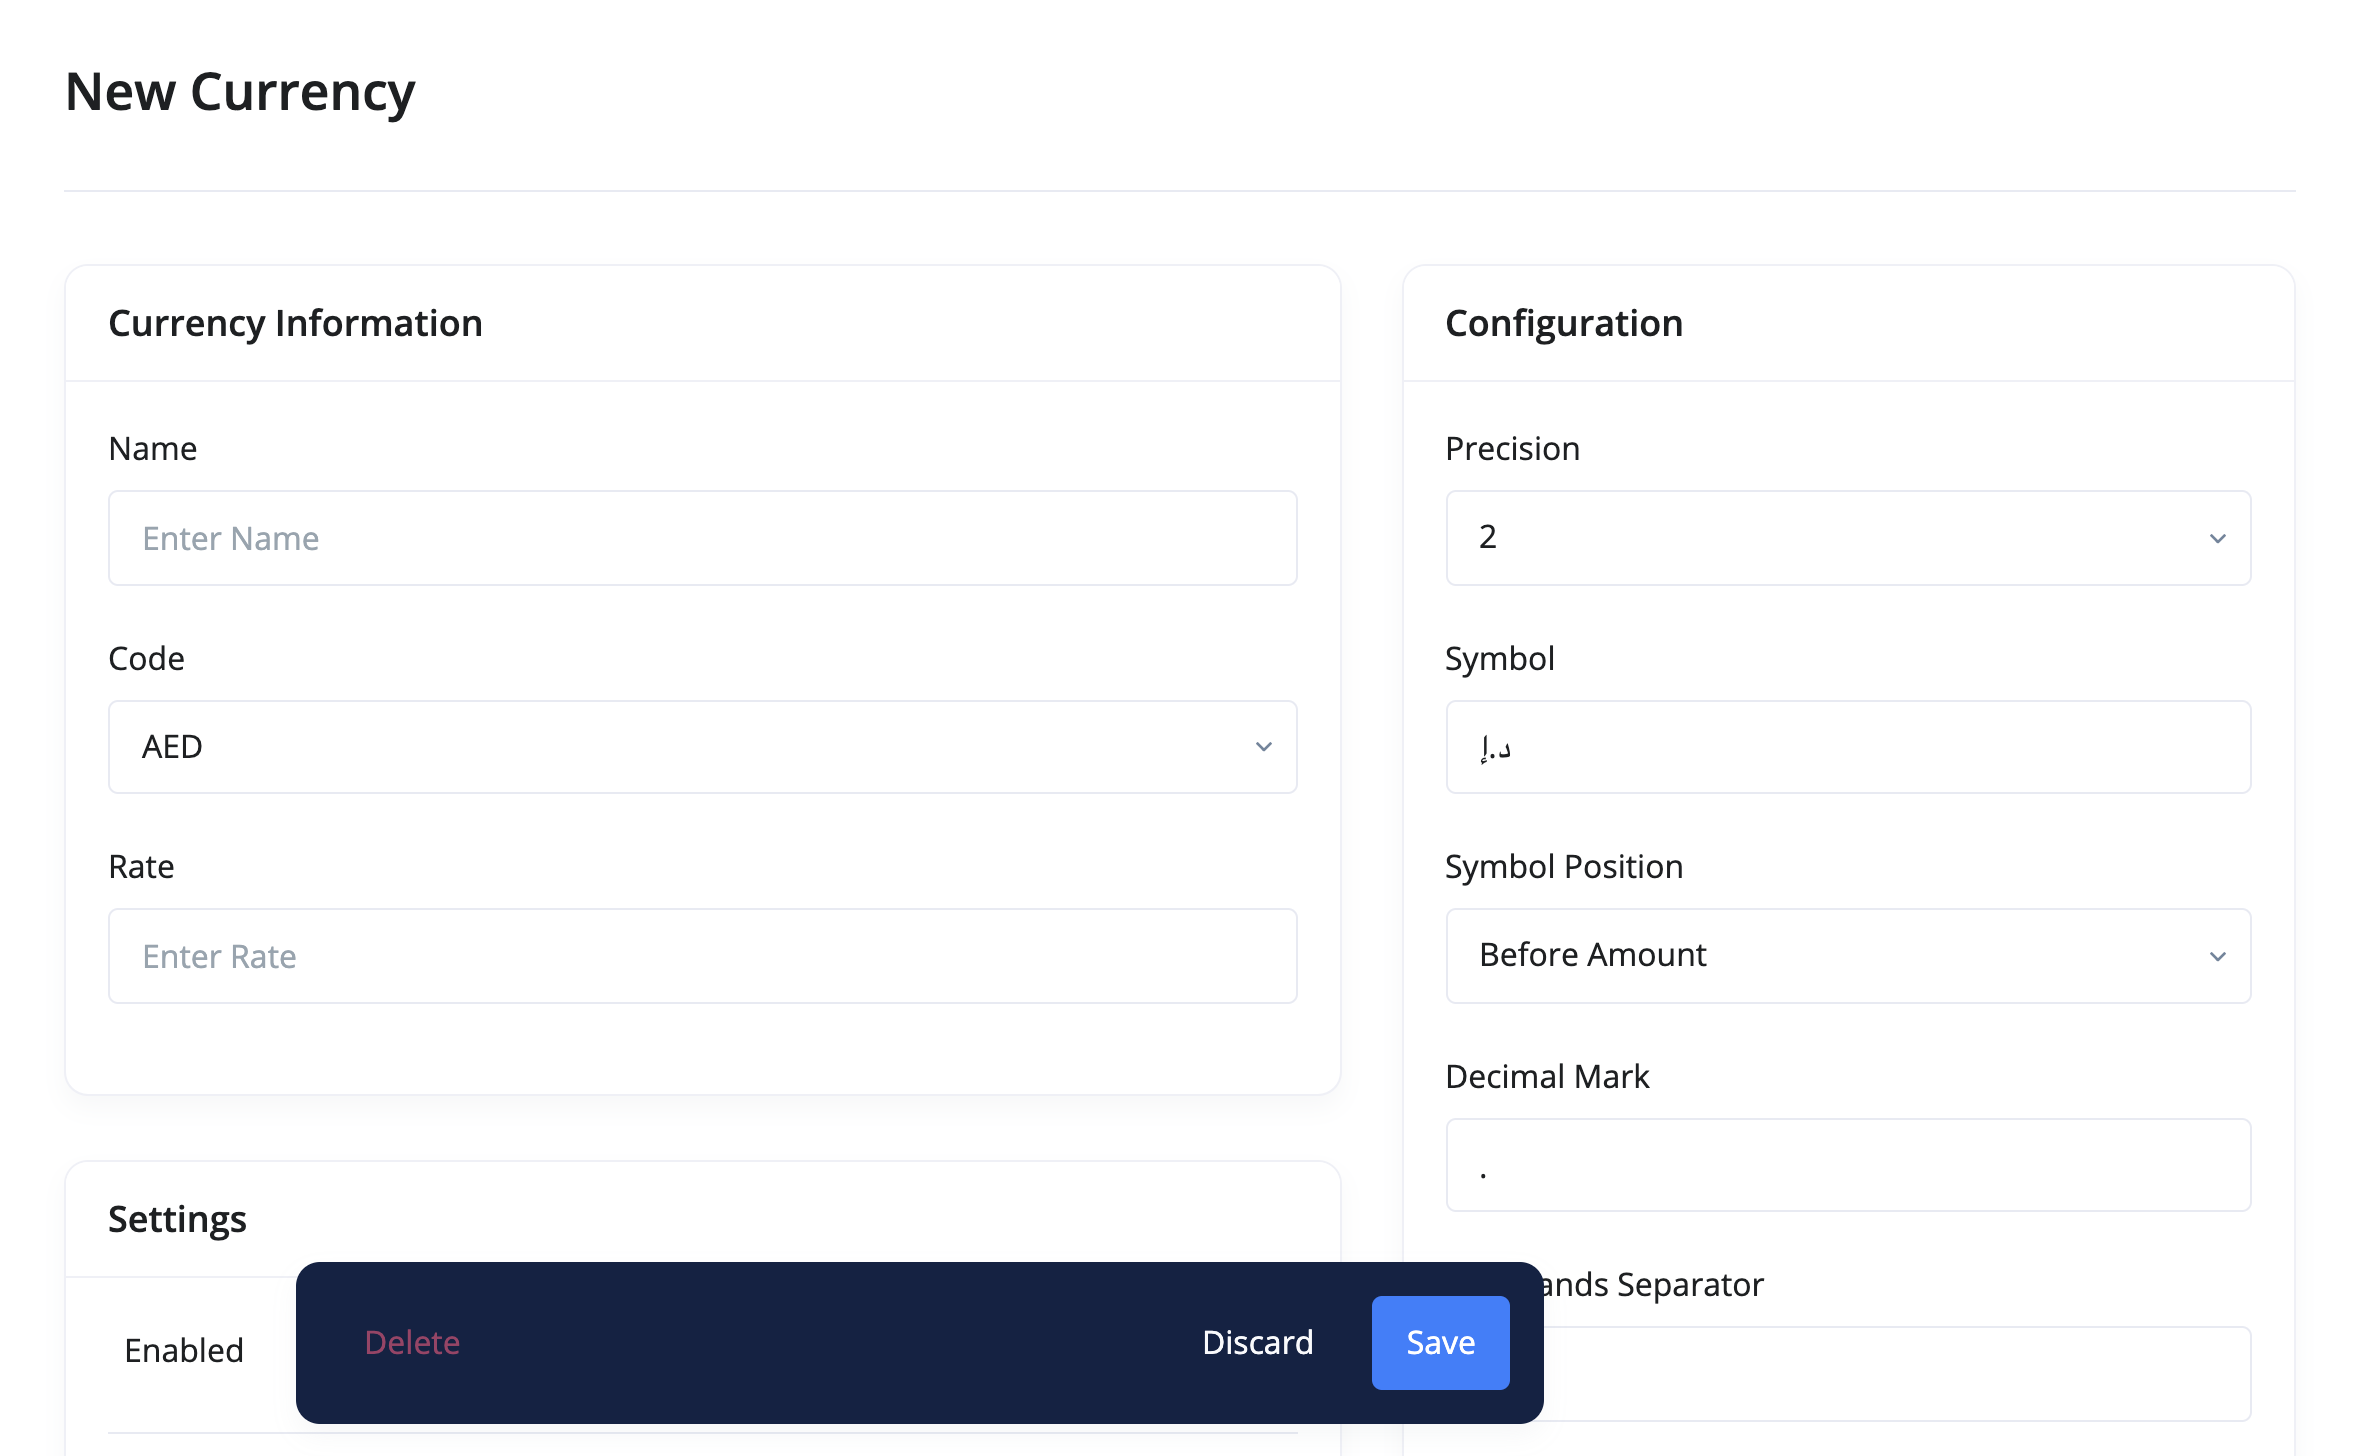 New Currency
Currency Information
Name
Enter Name
Code
AED
Rate
Enter Rate
Settings
Enabled
Configuration
Precision
2
Symbol
د.إ
Symbol Position
Before Amount
Decimal Mark
.
ands Separator
Delete
Discard
Save